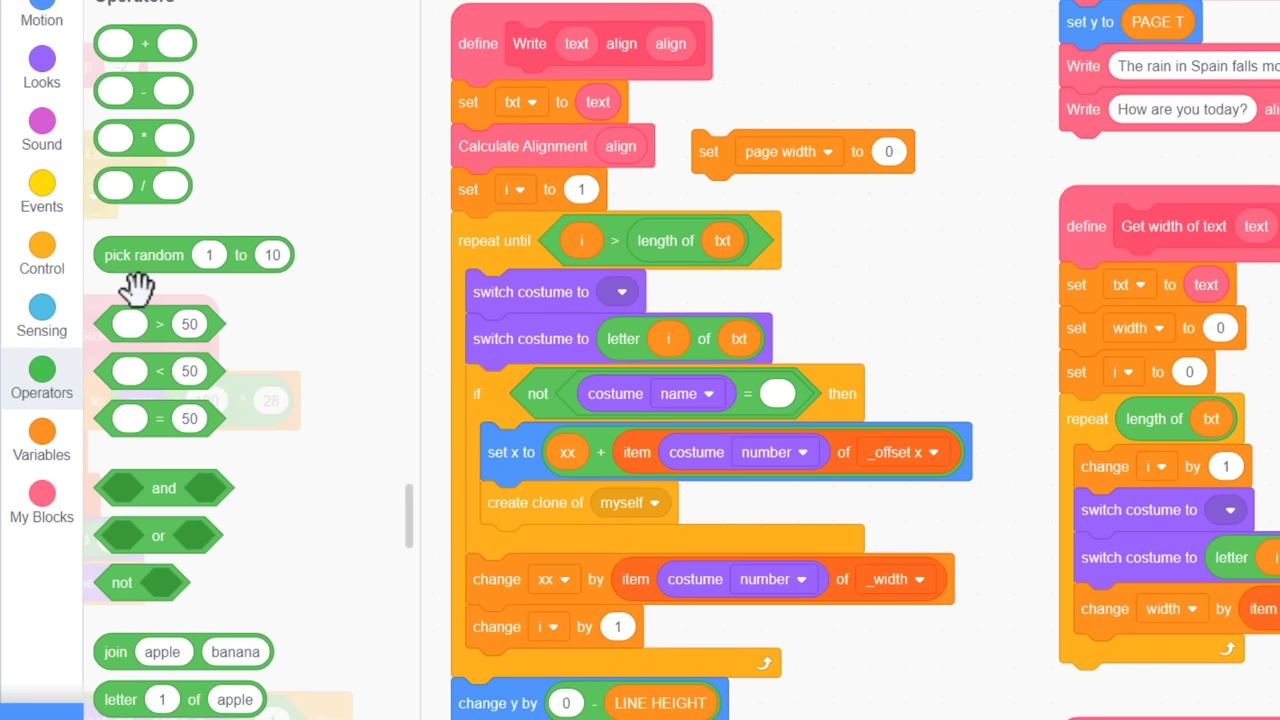 Operators
Motion
Looks
Sound
Events
Control
Sensing
Operators
Variables
My Blocks
+
-
*
/
pick random 1 to 10
> 50
< 50
= 50
and
or
not
join apple banana
letter 1 of apple
define Write text align align
set txt to text
Calculate Alignment align
set i to 1
repeat until i > length of txt
switch costume to
switch costume to letter i of txt
if not costume name = then
set x to xx + item costume number of _offset x
create clone of myself
change xx by item costume number of _width
change i by 1
change y by 0 - LINE HEIGHT
set page width to 0
set y to PAGE T
Write The rain in Spain falls
Write How are you today?
define Get width of text text
set txt to text
set width to 0
set i to 0
repeat length of txt
change i by 1
switch costume to
switch costume to letter
change width by item